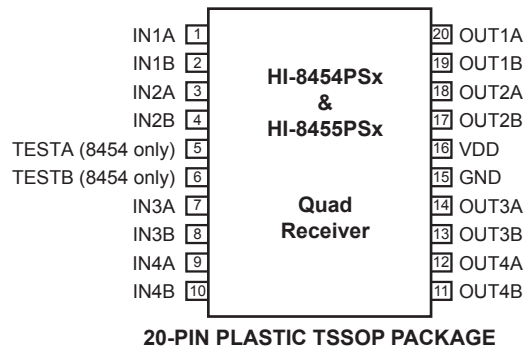 IN1A 1
IN1B 2
IN2A 3
IN2B 4
TESTA (8454 only) 5
TESTB (8454 only) 6
IN3A 7
IN3B 8
IN4A 9
IN4B 10
HI-8454PSx
&
HI-8455PSx
Quad
Receiver
20 OUT1A
19 OUT1B
18 OUT2A
17 OUT2B
16 VDD
15 GND
14 OUT3A
13 OUT3B
12 OUT4A
11 OUT4B
20-PIN PLASTIC TSSOP PACKAGE